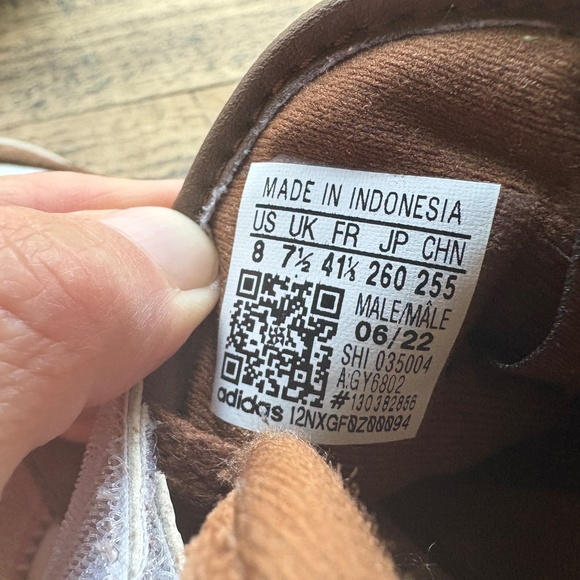 MADE IN INDONESIA
US UK FR JP CHN
8 7½ 41⅓ 260 255
MALE/MÂLE
06/22
SHI 035004
A:GY6802
#130382856
adidas 12NXGF0Z00094